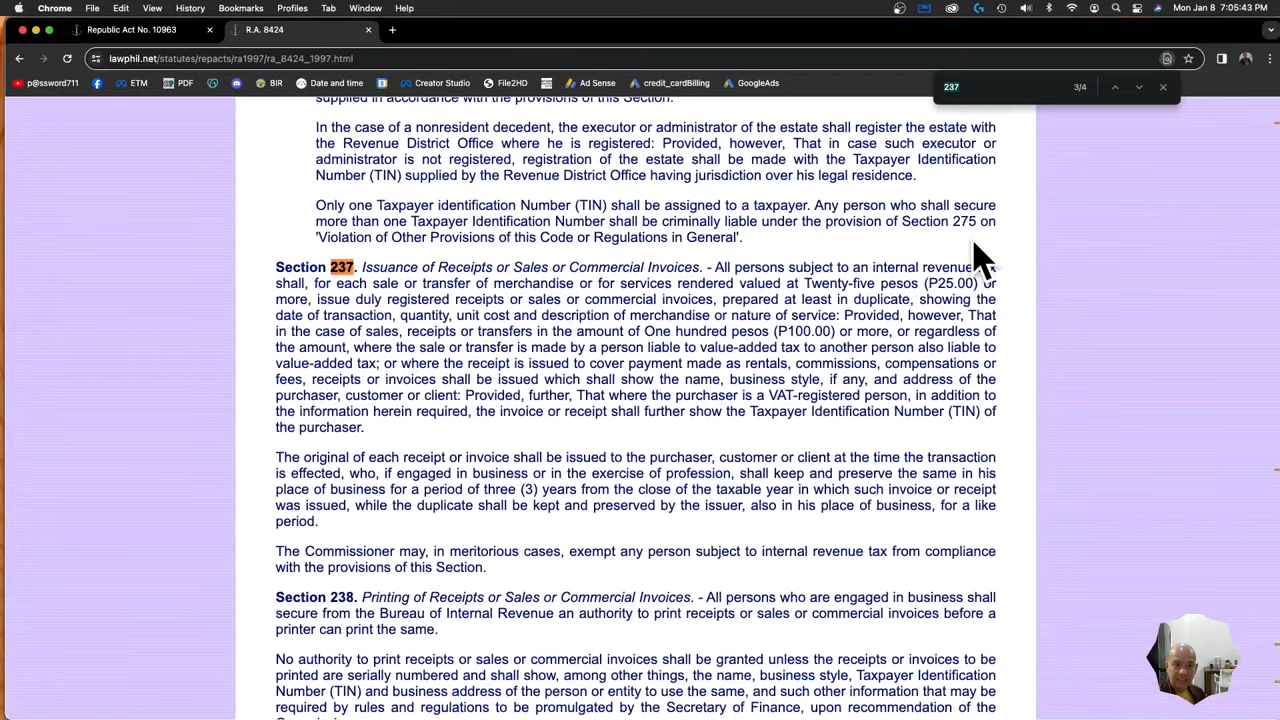 Chrome File Edit View History Bookmarks Profiles Tab Window Help Mon Jan 8 7:05:43 PM
Republic Act No. 10963 R.A. 8424
lawphil.net/statutes/repacts/ra1997/ra_8424_1997.html
p@ssword711 ETM PDF BIR Date and time Creator Studio File2HD Ad Sense credit_cardBilling GoogleAds
237 3/4
supplied in accordance with the provisions of this Section.
In the case of a nonresident decedent, the executor or administrator of the estate shall register the estate with
the Revenue District Office where he is registered: Provided, however, That in case such executor or
administrator is not registered, registration of the estate shall be made with the Taxpayer Identification
Number (TIN) supplied by the Revenue District Office having jurisdiction over his legal residence.
Only one Taxpayer identification Number (TIN) shall be assigned to a taxpayer. Any person who shall secure
more than one Taxpayer Identification Number shall be criminally liable under the provision of Section 275 on
'Violation of Other Provisions of this Code or Regulations in General'.
Section 237. Issuance of Receipts or Sales or Commercial Invoices. - All persons subject to an internal revenue
shall, for each sale or transfer of merchandise or for services rendered valued at Twenty-five pesos (P25.00) or
more, issue duly registered receipts or sales or commercial invoices, prepared at least in duplicate, showing the
date of transaction, quantity, unit cost and description of merchandise or nature of service: Provided, however, That
in the case of sales, receipts or transfers in the amount of One hundred pesos (P100.00) or more, or regardless of
the amount, where the sale or transfer is made by a person liable to value-added tax to another person also liable to
value-added tax; or where the receipt is issued to cover payment made as rentals, commissions, compensations or
fees, receipts or invoices shall be issued which shall show the name, business style, if any, and address of the
purchaser, customer or client: Provided, further, That where the purchaser is a VAT-registered person, in addition to
the information herein required, the invoice or receipt shall further show the Taxpayer Identification Number (TIN) of
the purchaser.
The original of each receipt or invoice shall be issued to the purchaser, customer or client at the time the transaction
is effected, who, if engaged in business or in the exercise of profession, shall keep and preserve the same in his
place of business for a period of three (3) years from the close of the taxable year in which such invoice or receipt
was issued, while the duplicate shall be kept and preserved by the issuer, also in his place of business, for a like
period.
The Commissioner may, in meritorious cases, exempt any person subject to internal revenue tax from compliance
with the provisions of this Section.
Section 238. Printing of Receipts or Sales or Commercial Invoices. - All persons who are engaged in business shall
secure from the Bureau of Internal Revenue an authority to print receipts or sales or commercial invoices before a
printer can print the same.
No authority to print receipts or sales or commercial invoices shall be granted unless the receipts or invoices to be
printed are serially numbered and shall show, among other things, the name, business style, Taxpayer Identification
Number (TIN) and business address of the person or entity to use the same, and such other information that may be
required by rules and regulations to be promulgated by the Secretary of Finance, upon recommendation of the